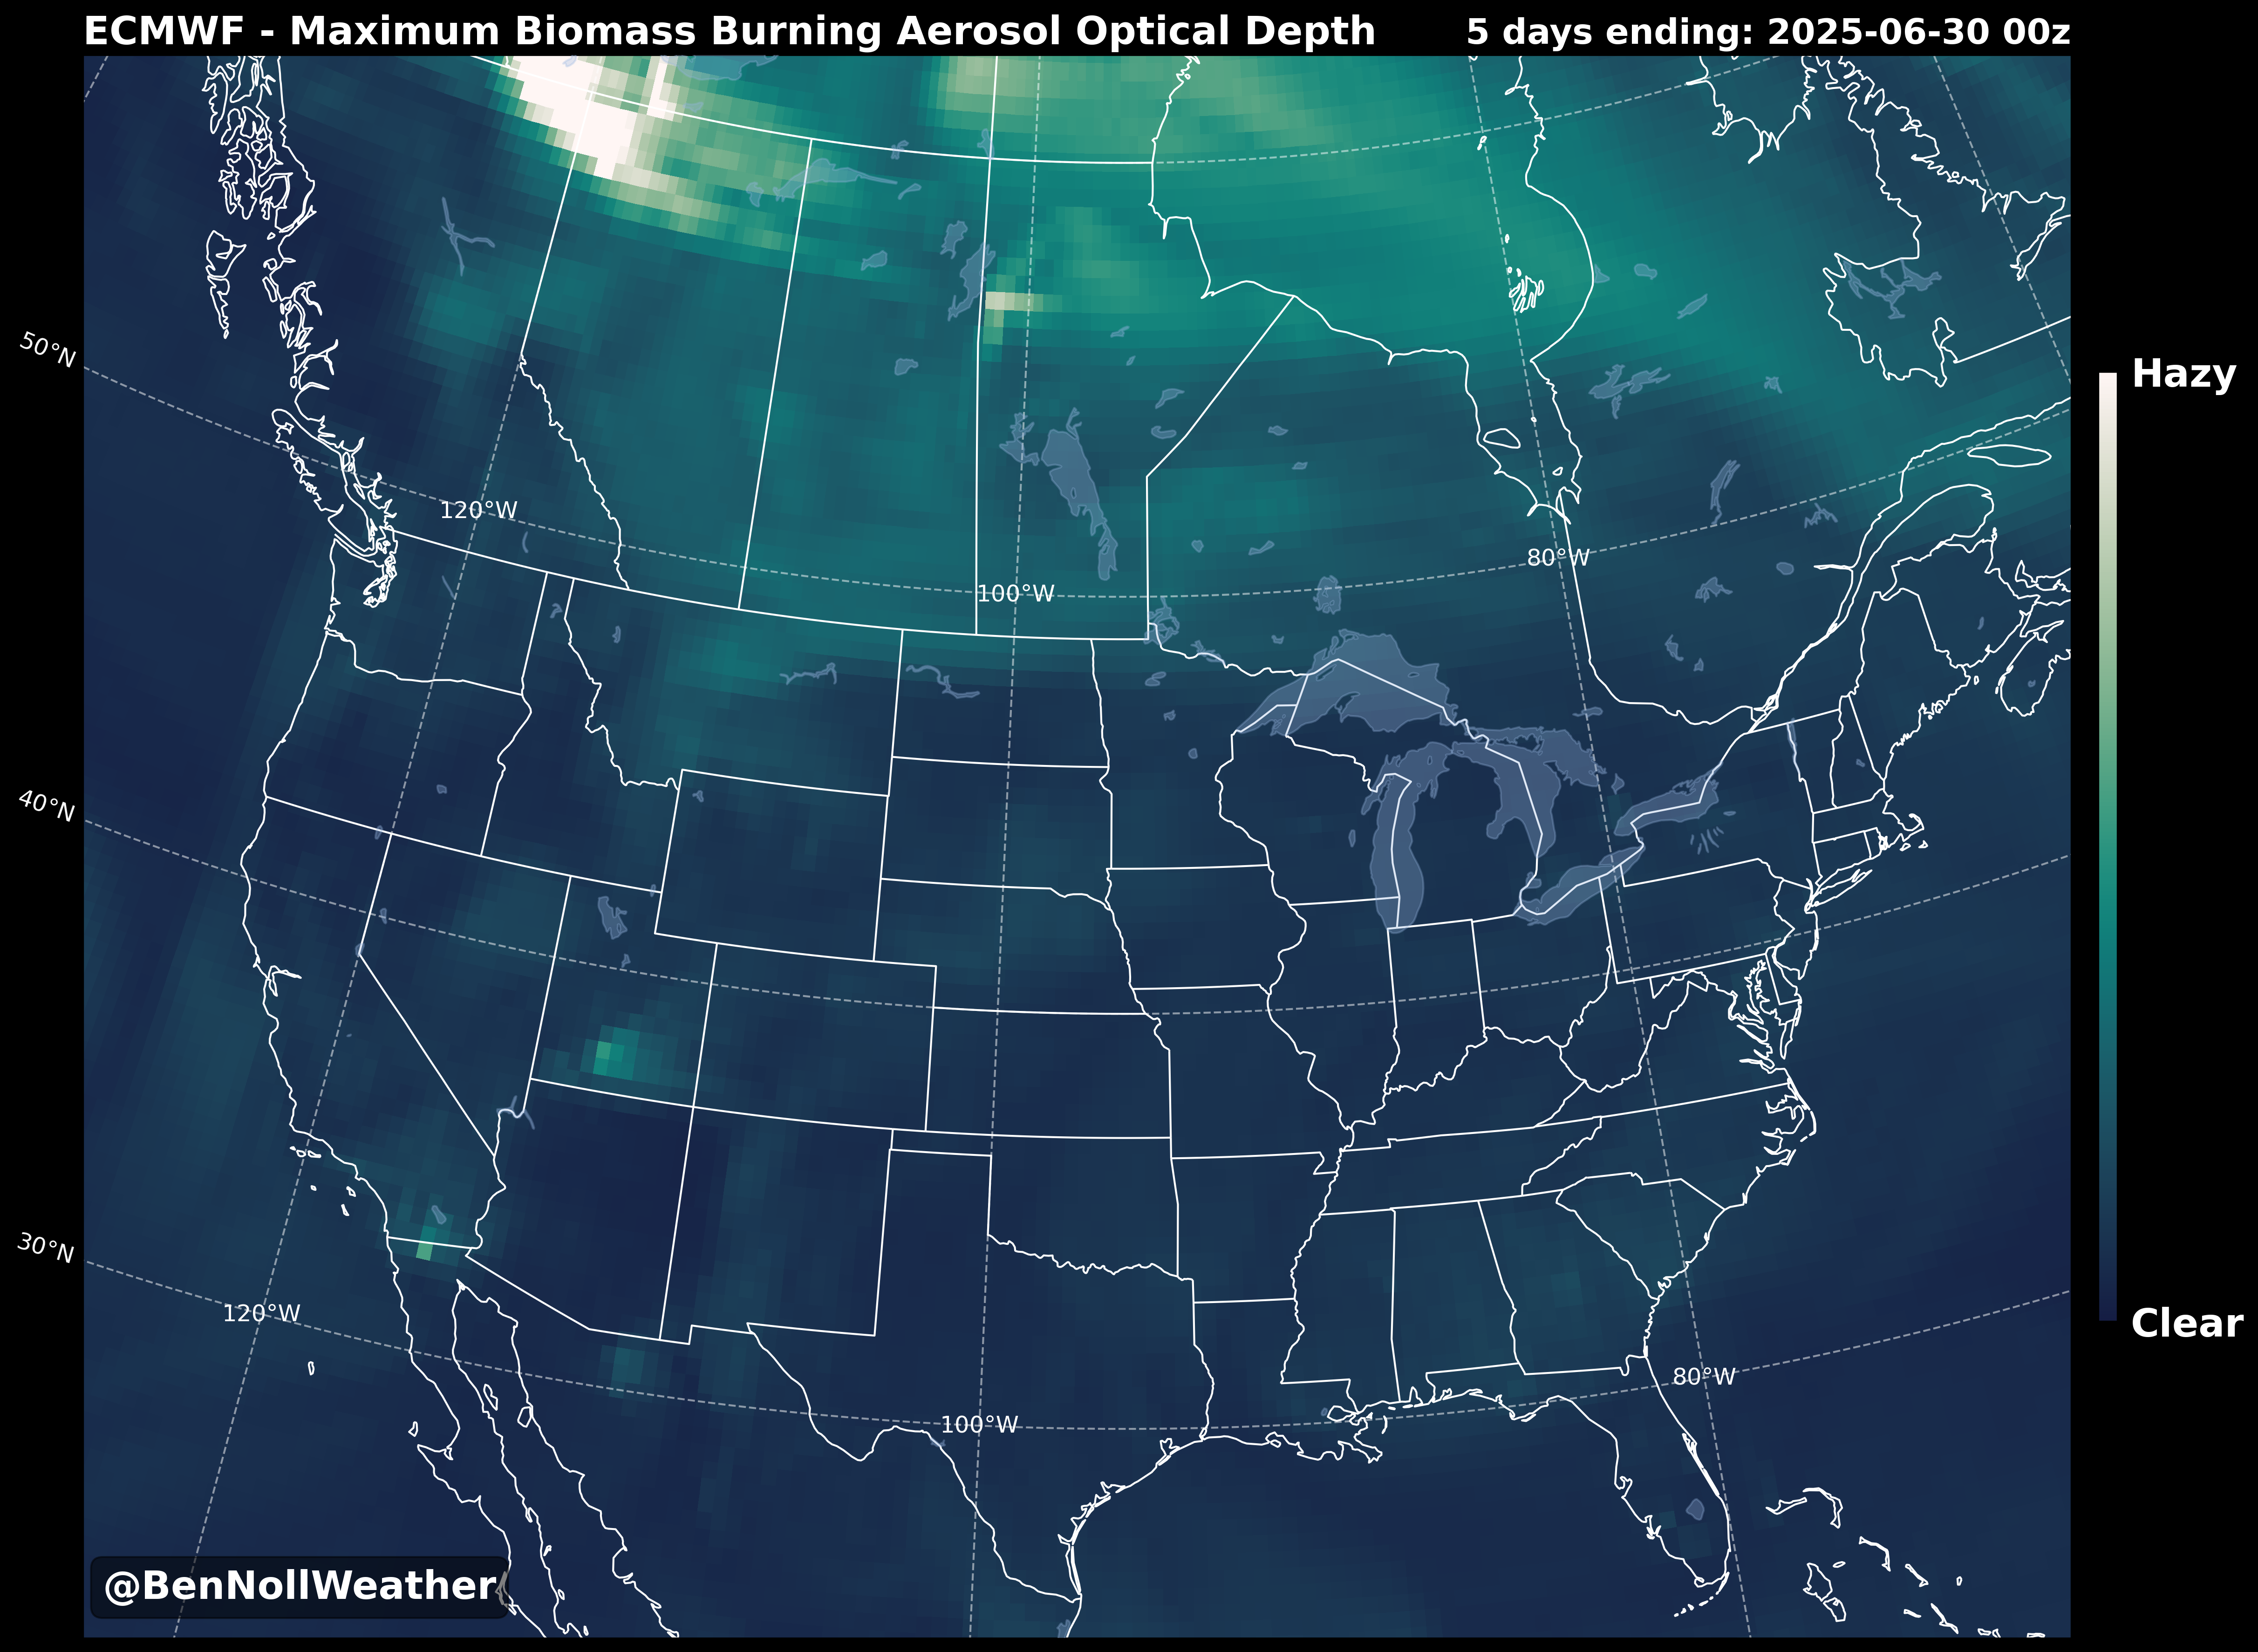 ECMWF - Maximum Biomass Burning Aerosol Optical Depth
5 days ending: 2025-06-30 00z
50°N
Hazy
120°W
80°W
100°W
40°N
30°N
120°W
Clear
80°W
100°W
@BenNollWeather